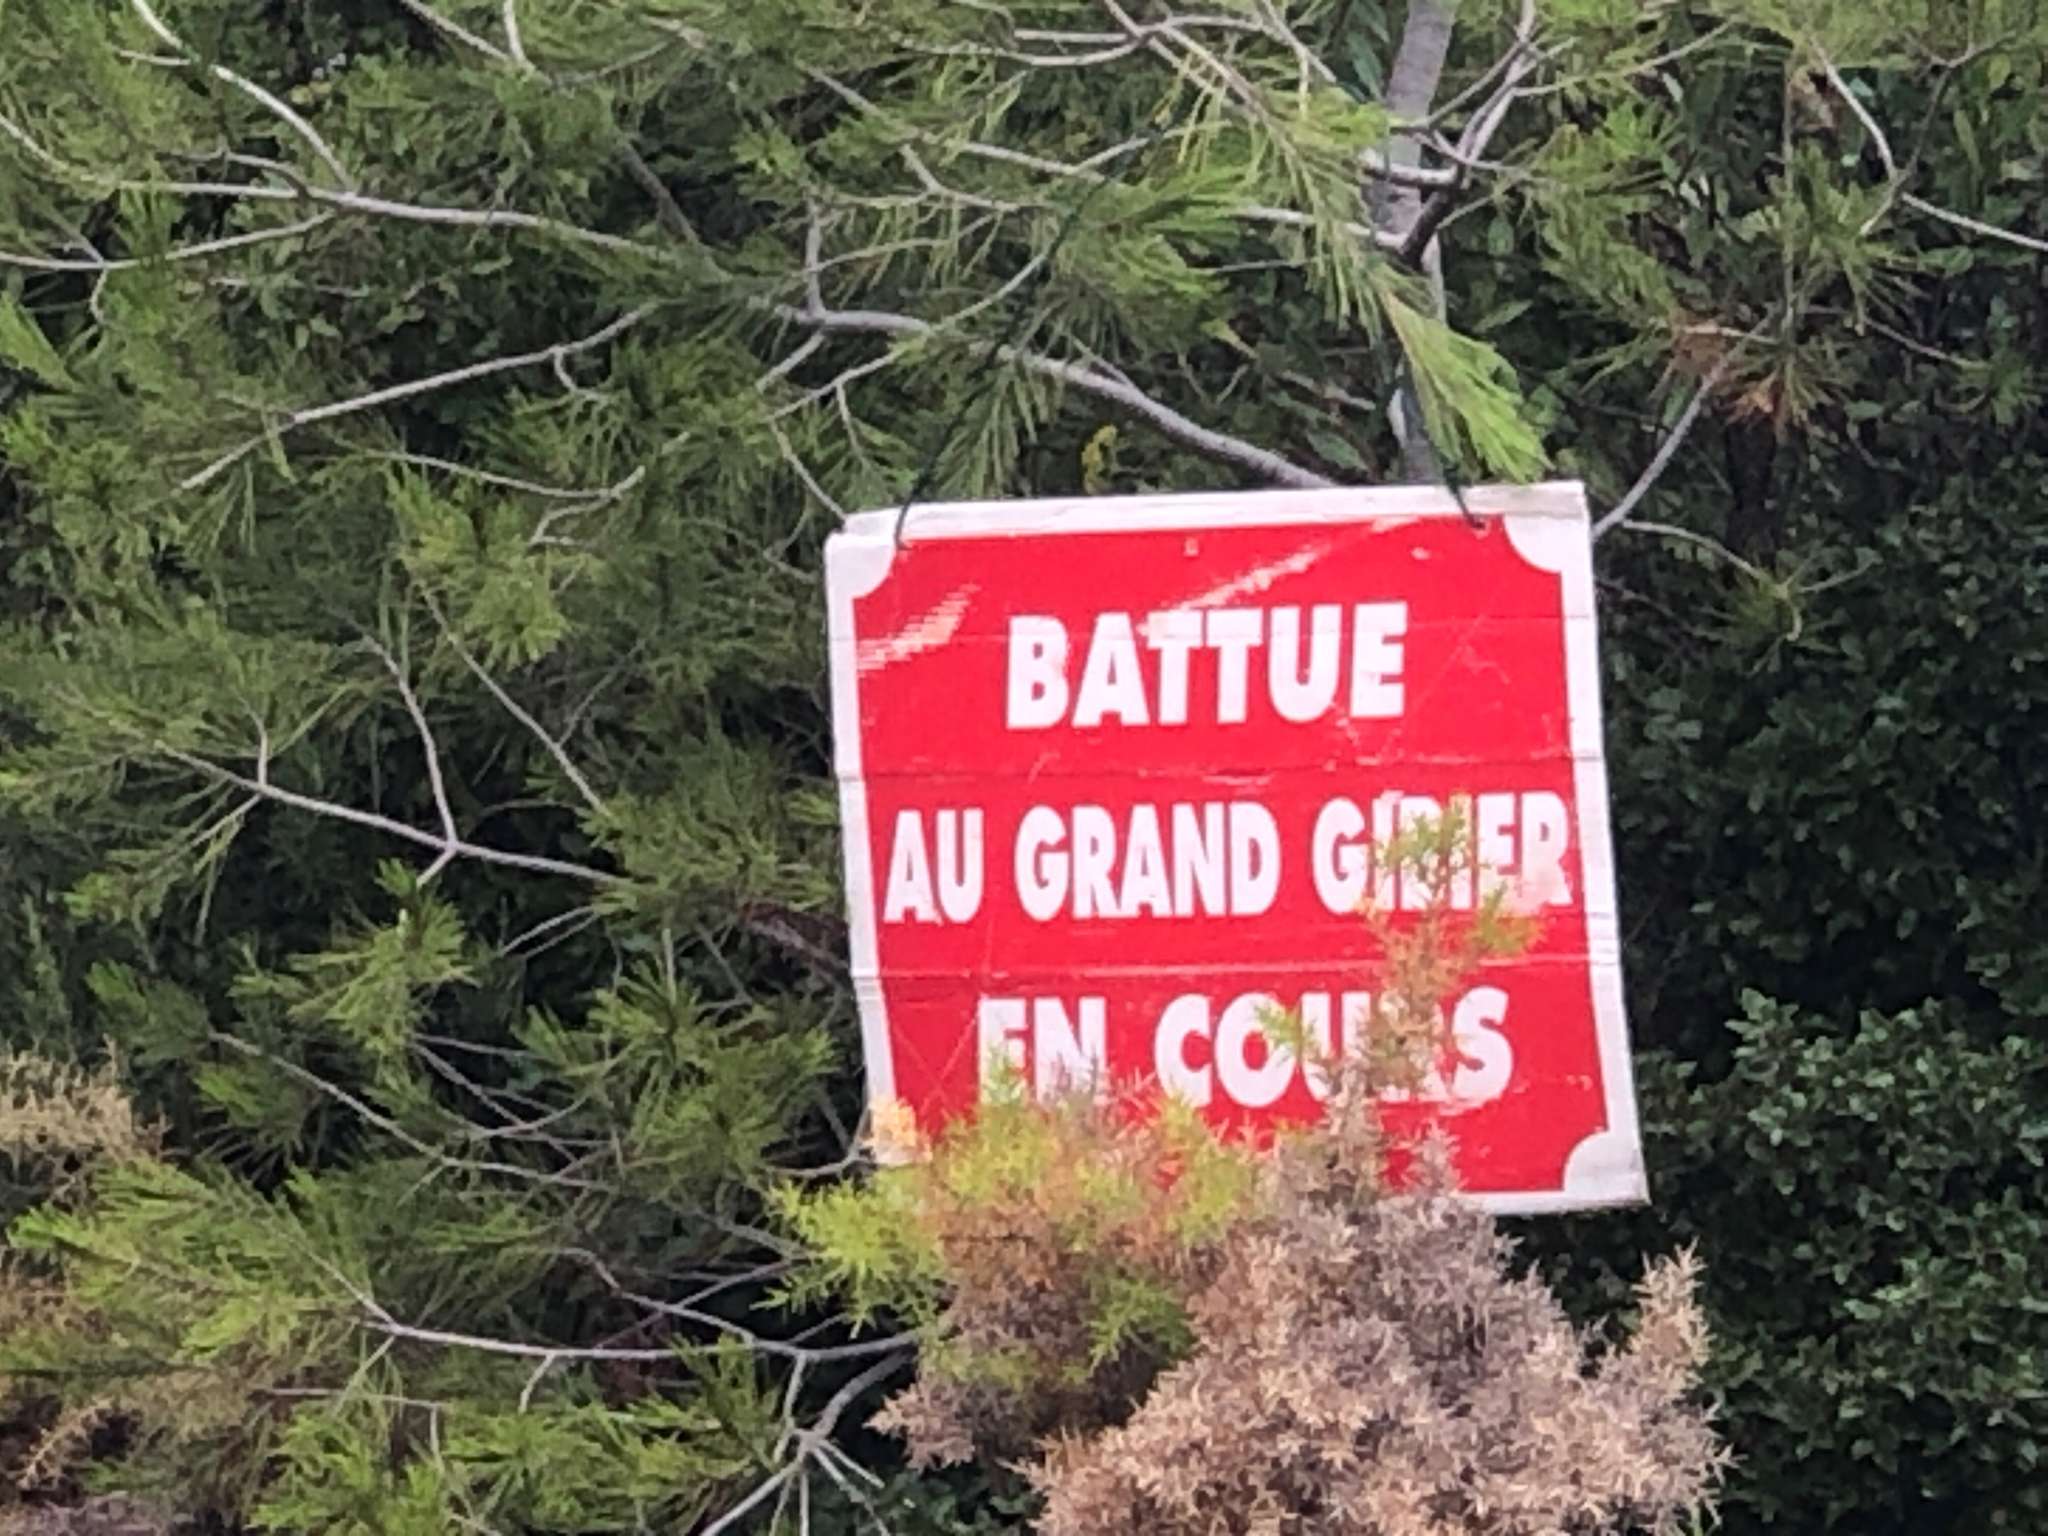 BATTUE
AU GRAND GIBIER
EN COURS